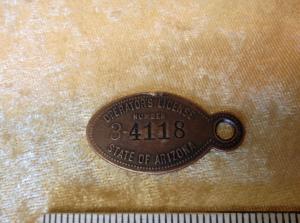 OPERATOR'S LICENSE
NUMBER
3-4118
STATE OF ARIZONA